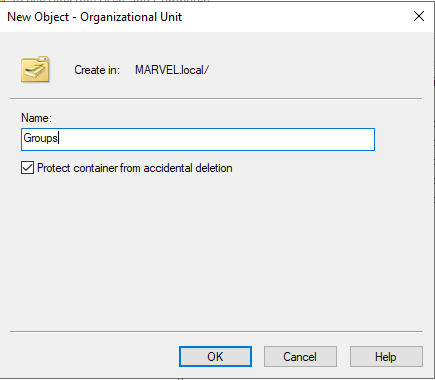 New Object - Organizational Unit
Create in: MARVEL.local/
Name:
Groups
Protect container from accidental deletion
OK Cancel Help